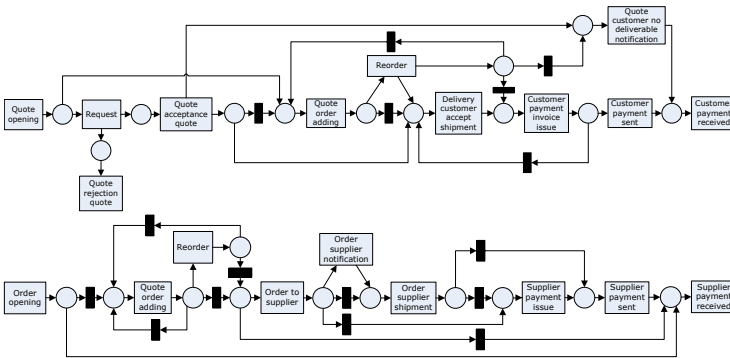 Quote
customer no
deliverable
notification
Reorder
Quote
opening
Request
Quote
acceptance
quote
Quote
order
adding
Delivery
customer
accept
shipment
Customer
payment
invoice
issue
Customer
payment
sent
Customer
payment
received
Quote
rejection
quote
Reorder
Order
supplier
notification
Order
opening
Quote
order
adding
Order to
supplier
Order
supplier
shipment
Supplier
payment
issue
Supplier
payment
sent
Supplier
payment
received